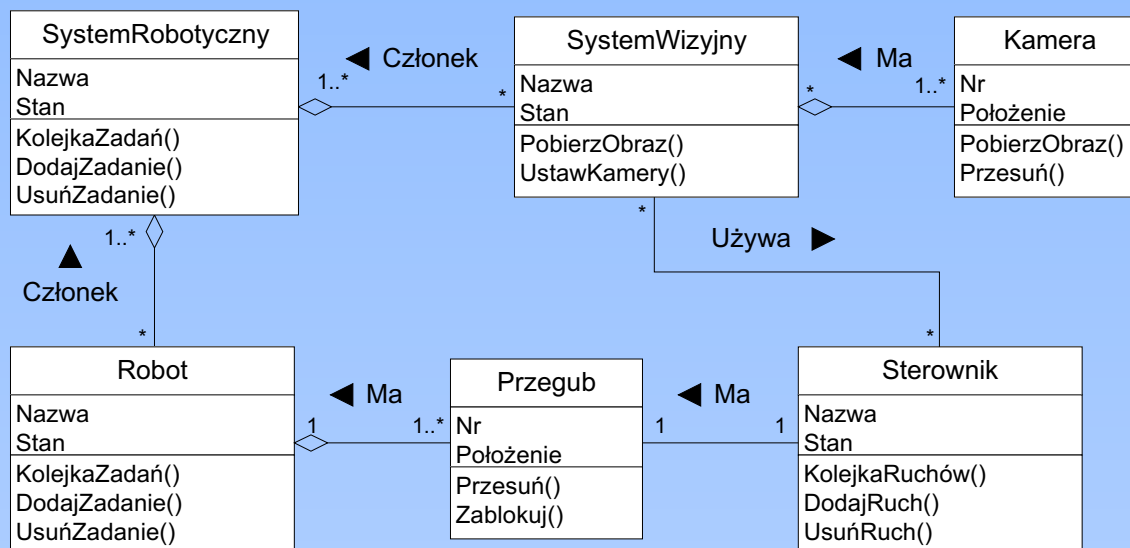 SystemRobotyczny
Nazwa
Stan
KolejkaZadań()
DodajZadanie()
UsuńZadanie()
◄ Członek
1..*
*
SystemWizyjny
Nazwa
Stan
PobierzObraz()
UstawKamery()
◄ Ma
*
1..*
Kamera
Nr
Położenie
PobierzObraz()
Przesuń()
1..*
▲
Członek
*
*
Używa ►
*
Robot
Nazwa
Stan
KolejkaZadań()
DodajZadanie()
UsuńZadanie()
◄ Ma
1
1..*
Przegub
Nr
Położenie
Przesuń()
Zablokuj()
◄ Ma
1
1
Sterownik
Nazwa
Stan
KolejkaRuchów()
DodajRuch()
UsuńRuch()